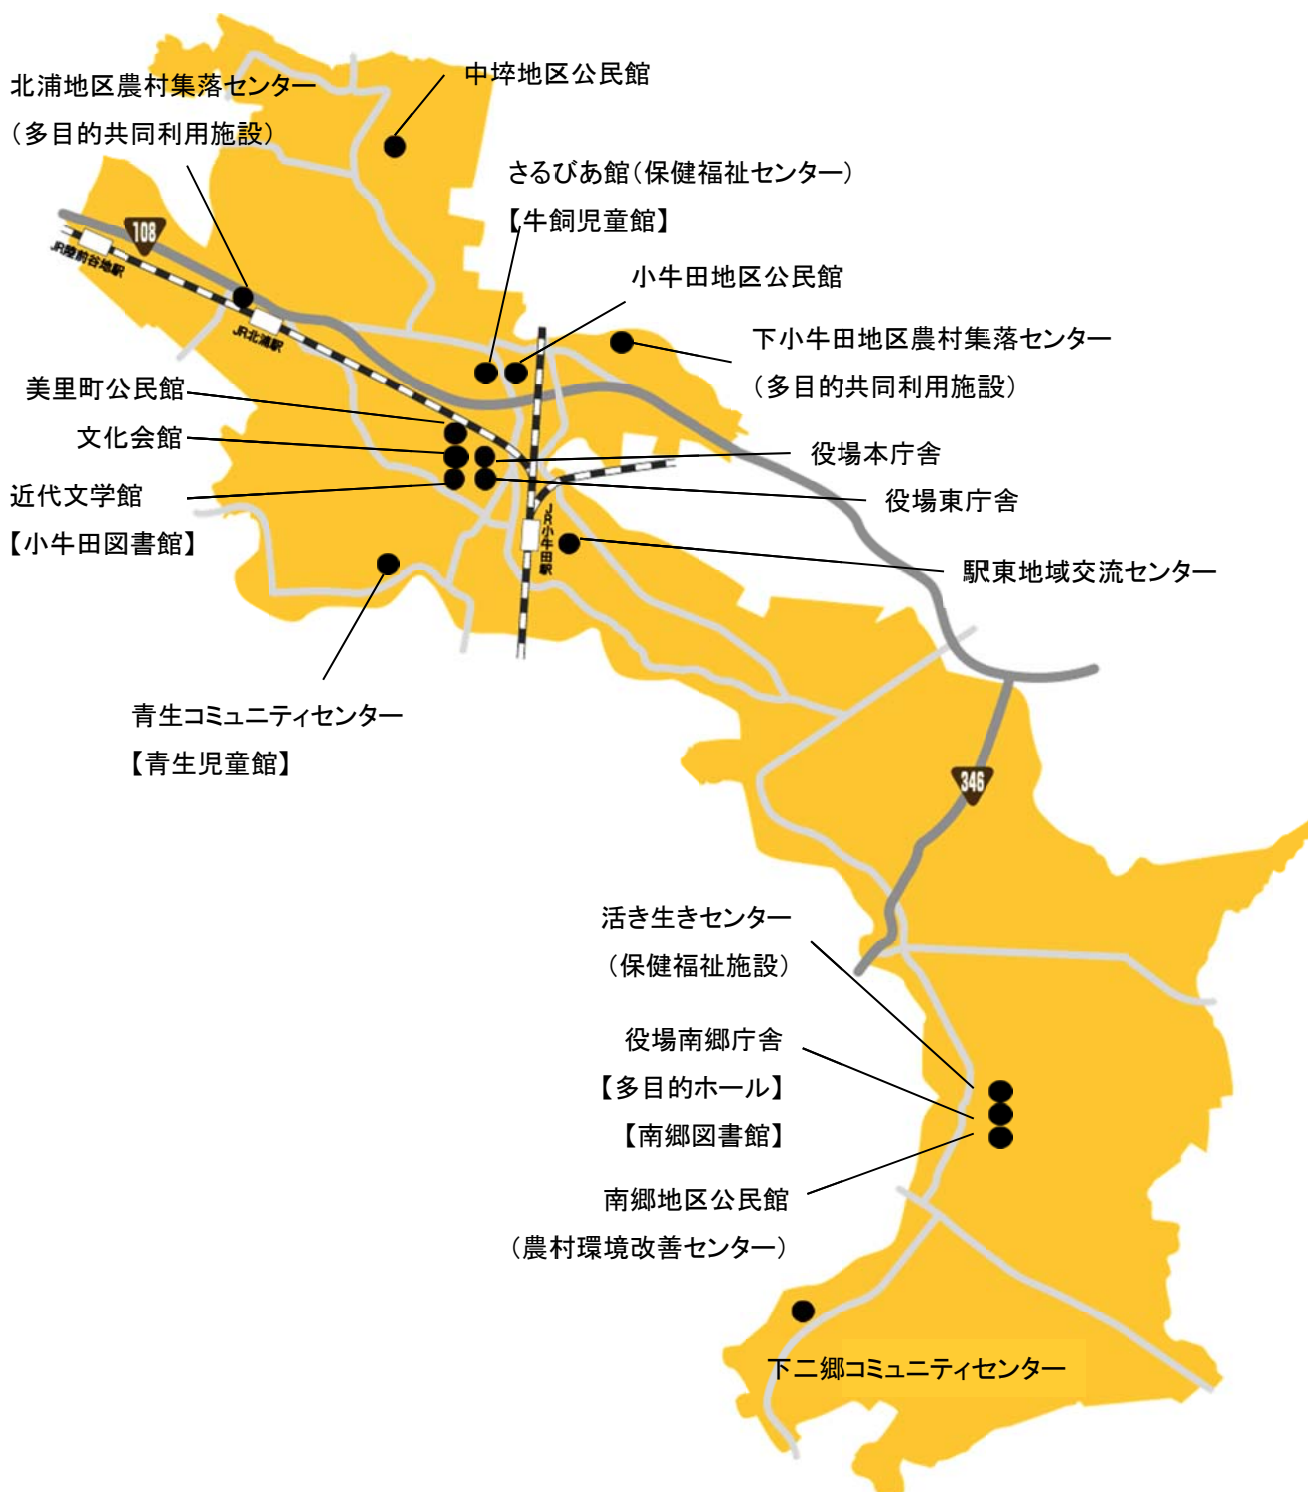 北浦地区農村集落センター
（多目的共同利用施設）
中埣地区公民館
さるびあ館（保健福祉センター）
【牛飼児童館】
小牛田地区公民館
下小牛田地区農村集落センター
（多目的共同利用施設）
108
JR陸前谷地駅
JR北浦駅
美里町公民館
文化会館
近代文学館
【小牛田図書館】
役場本庁舎
役場東庁舎
JR小牛田駅
駅東地域交流センター
青生コミュニティセンター
【青生児童館】
346
活き生きセンター
（保健福祉施設）
役場南郷庁舎
【多目的ホール】
【南郷図書館】
南郷地区公民館
（農村環境改善センター）
下二郷コミュニティセンター